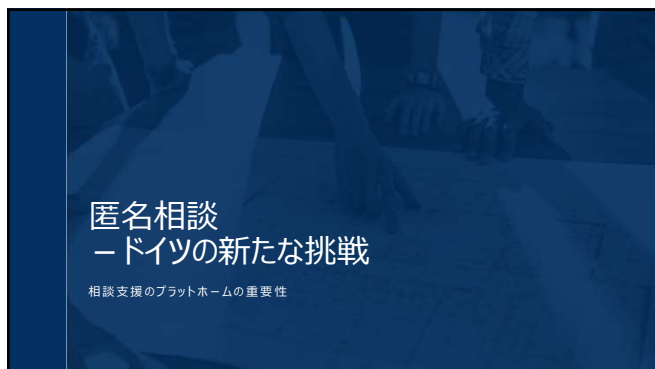 匿名相談
－ドイツの新たな挑戦
相談支援のプラットホームの重要性